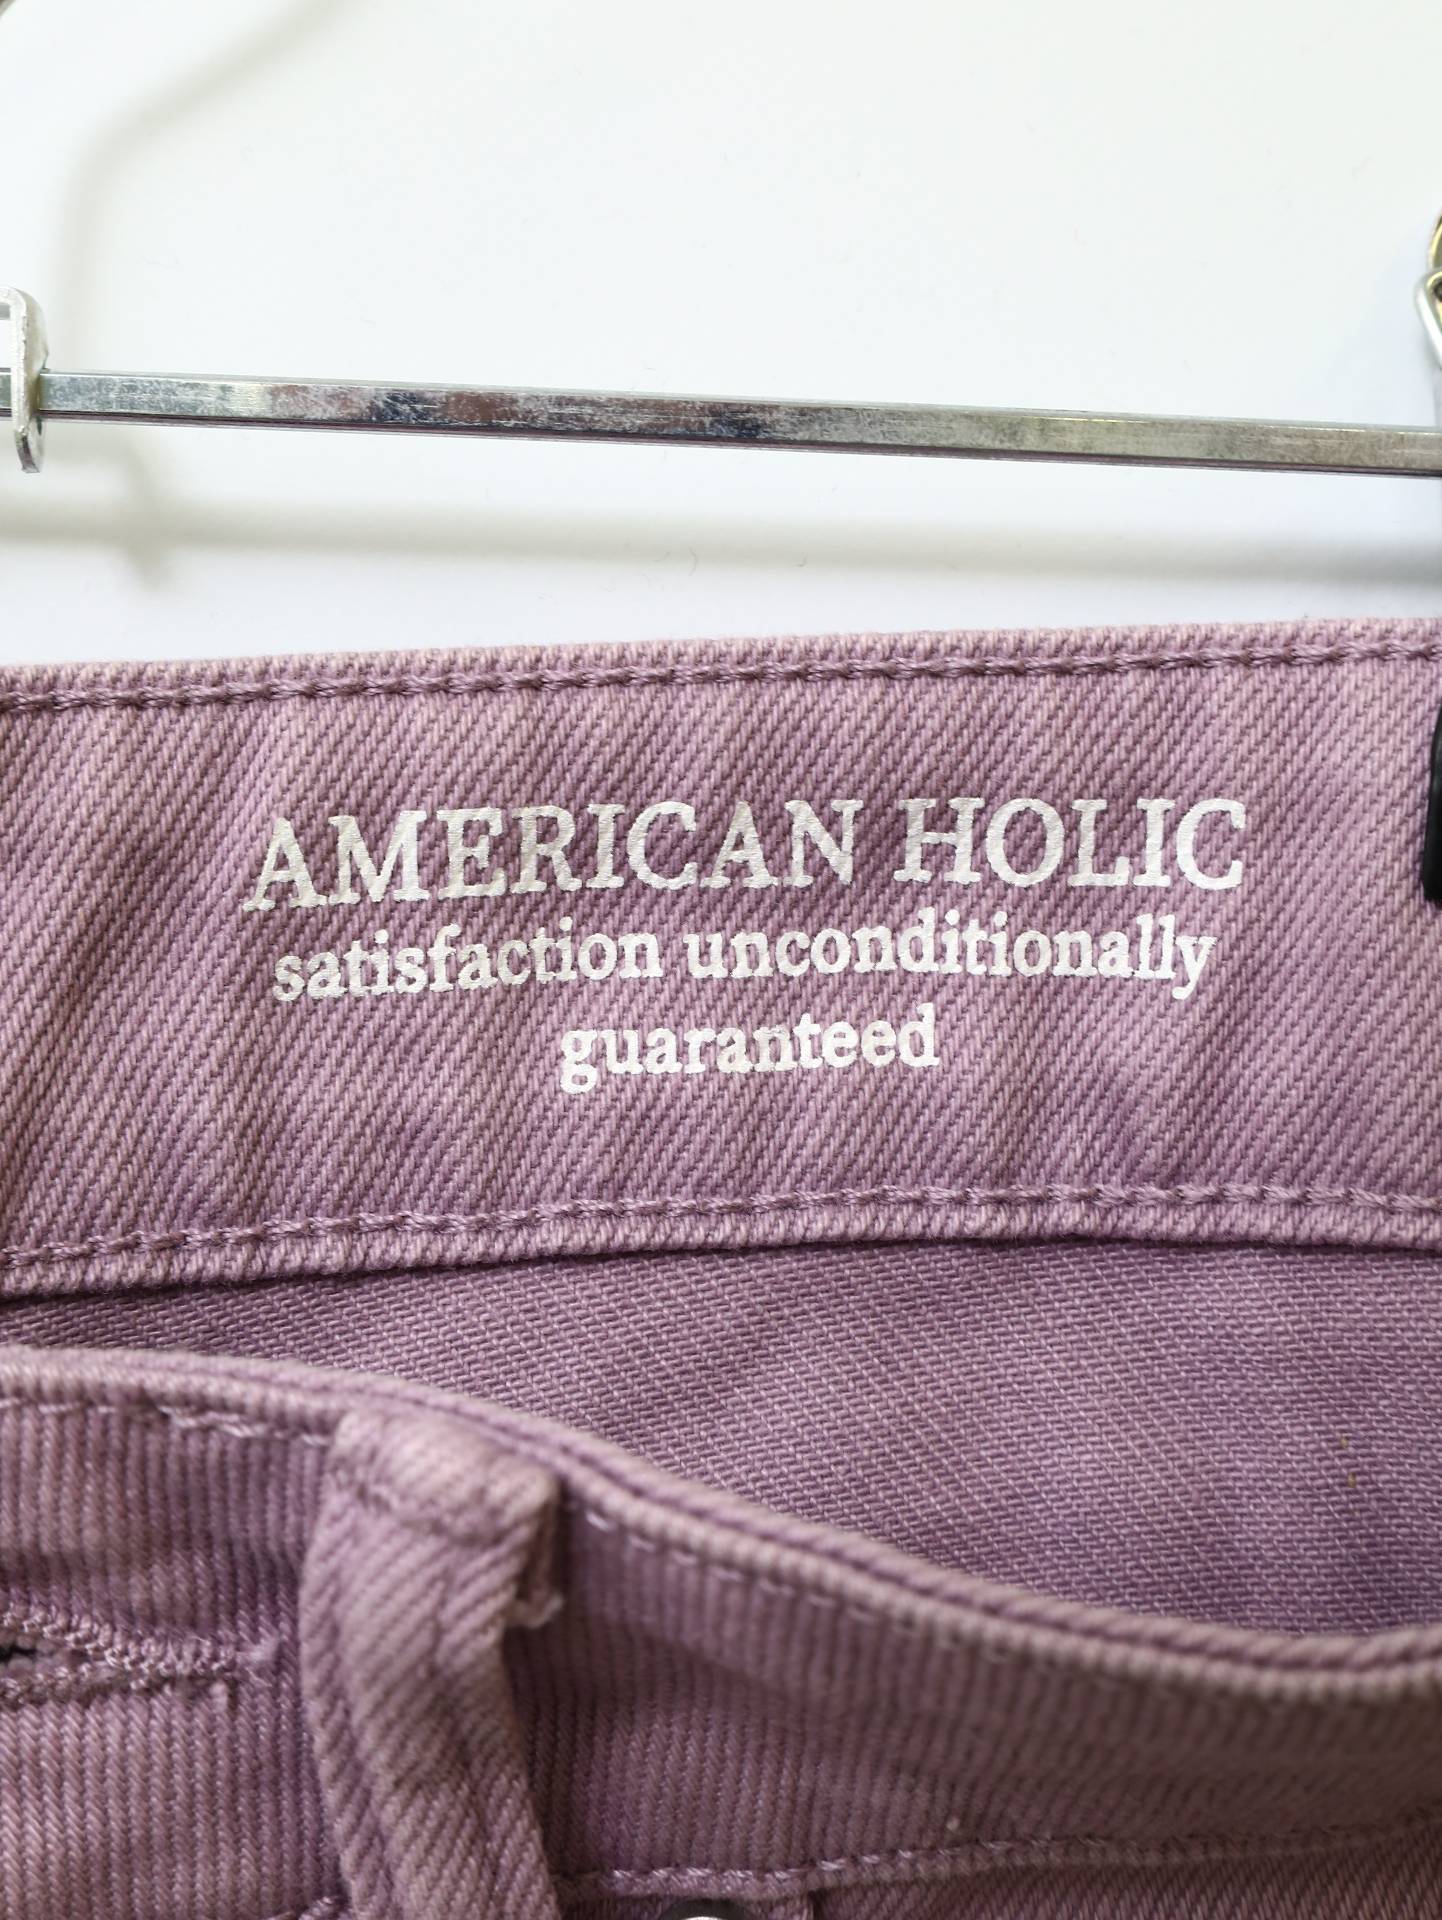 AMERICAN HOLIC
satisfaction unconditionally
guaranteed